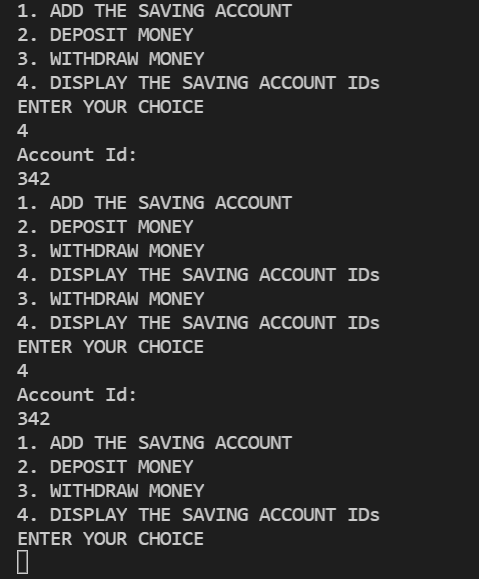 1. ADD THE SAVING ACCOUNT
2. DEPOSIT MONEY
3. WITHDRAW MONEY
4. DISPLAY THE SAVING ACCOUNT IDs
ENTER YOUR CHOICE
4
Account Id:
342
1. ADD THE SAVING ACCOUNT
2. DEPOSIT MONEY
3. WITHDRAW MONEY
4. DISPLAY THE SAVING ACCOUNT IDs
3. WITHDRAW MONEY
4. DISPLAY THE SAVING ACCOUNT IDs
ENTER YOUR CHOICE
4
Account Id:
342
1. ADD THE SAVING ACCOUNT
2. DEPOSIT MONEY
3. WITHDRAW MONEY
4. DISPLAY THE SAVING ACCOUNT IDs
ENTER YOUR CHOICE